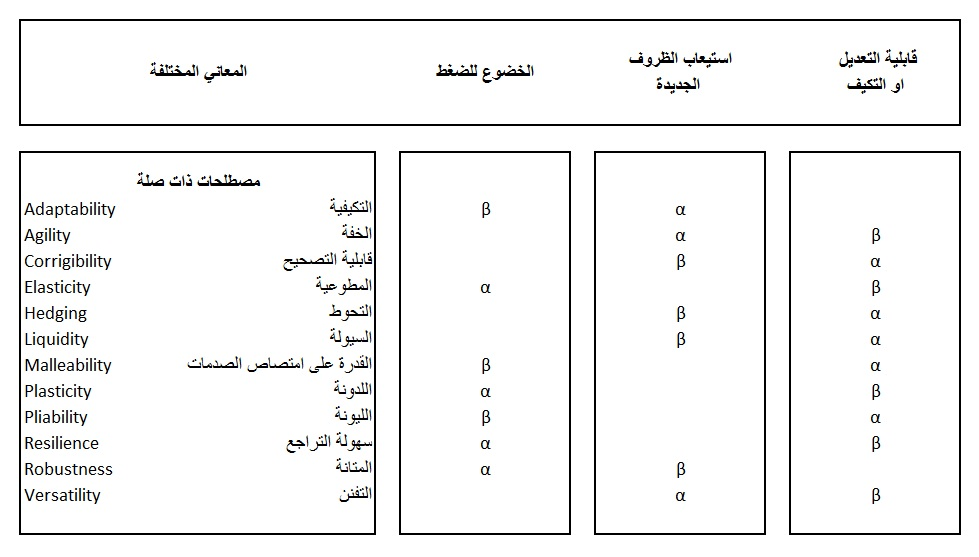 المعاني المختلفة الخضوع للضغط استيعاب الظروف الجديدة قابلية التعديل او التكيف
مصطلحات ذات صلة
Adaptability التكيفية β α
Agility الخفة α β
Corrigibility قابلية التصحيح β α
Elasticity المطوعية α β
Hedging التحوط β α
Liquidity السيولة β α
Malleability القدرة على امتصاص الصدمات β α
Plasticity اللدونة α β
Pliability الليونة β α
Resilience سهولة التراجع α β
Robustness المتانة α β
Versatility التفنن α β